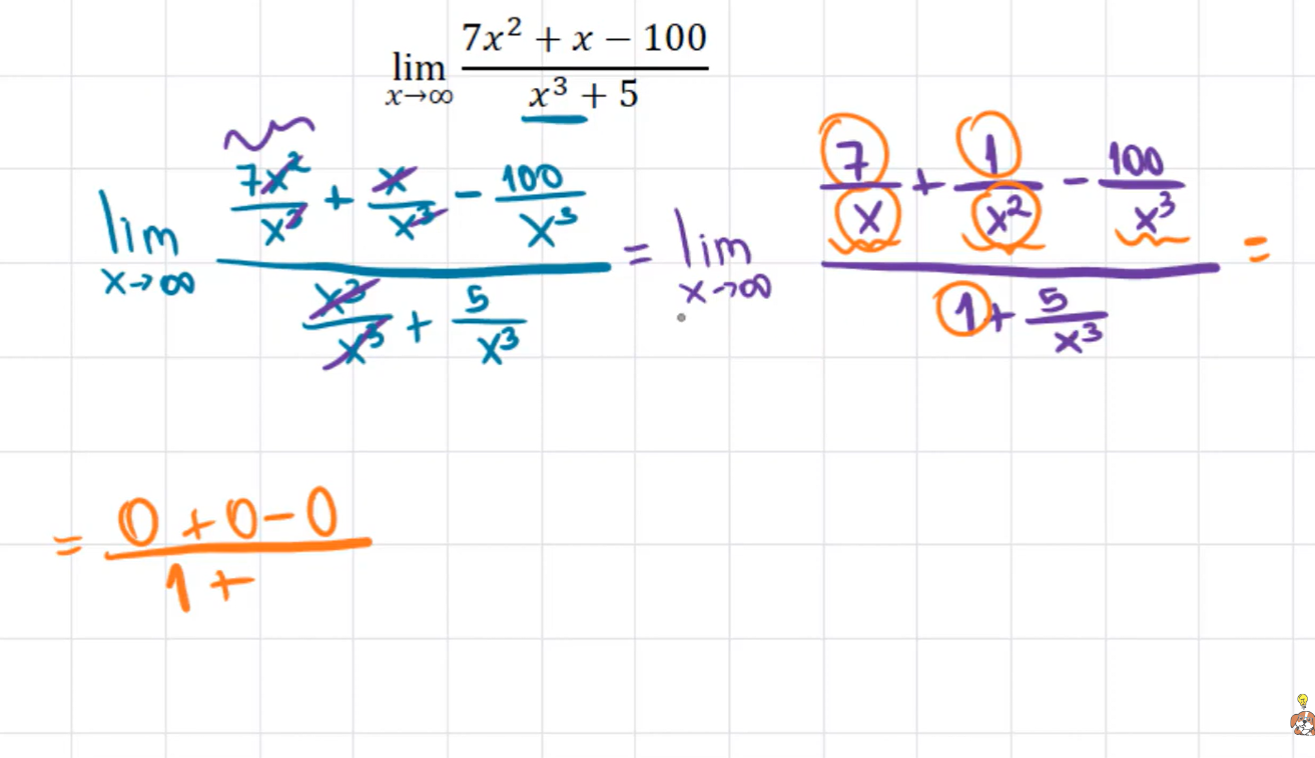 lim x→∞ (7x² + x − 100)/(x³ + 5)
lim x→∞ (7x²/x³ + x/x³ − 100/x³)/(x³/x³ + 5/x³) = lim x→∞ (7/x + 1/x² − 100/x³)/(1 + 5/x³) =
= (0 + 0 − 0)/(1 +